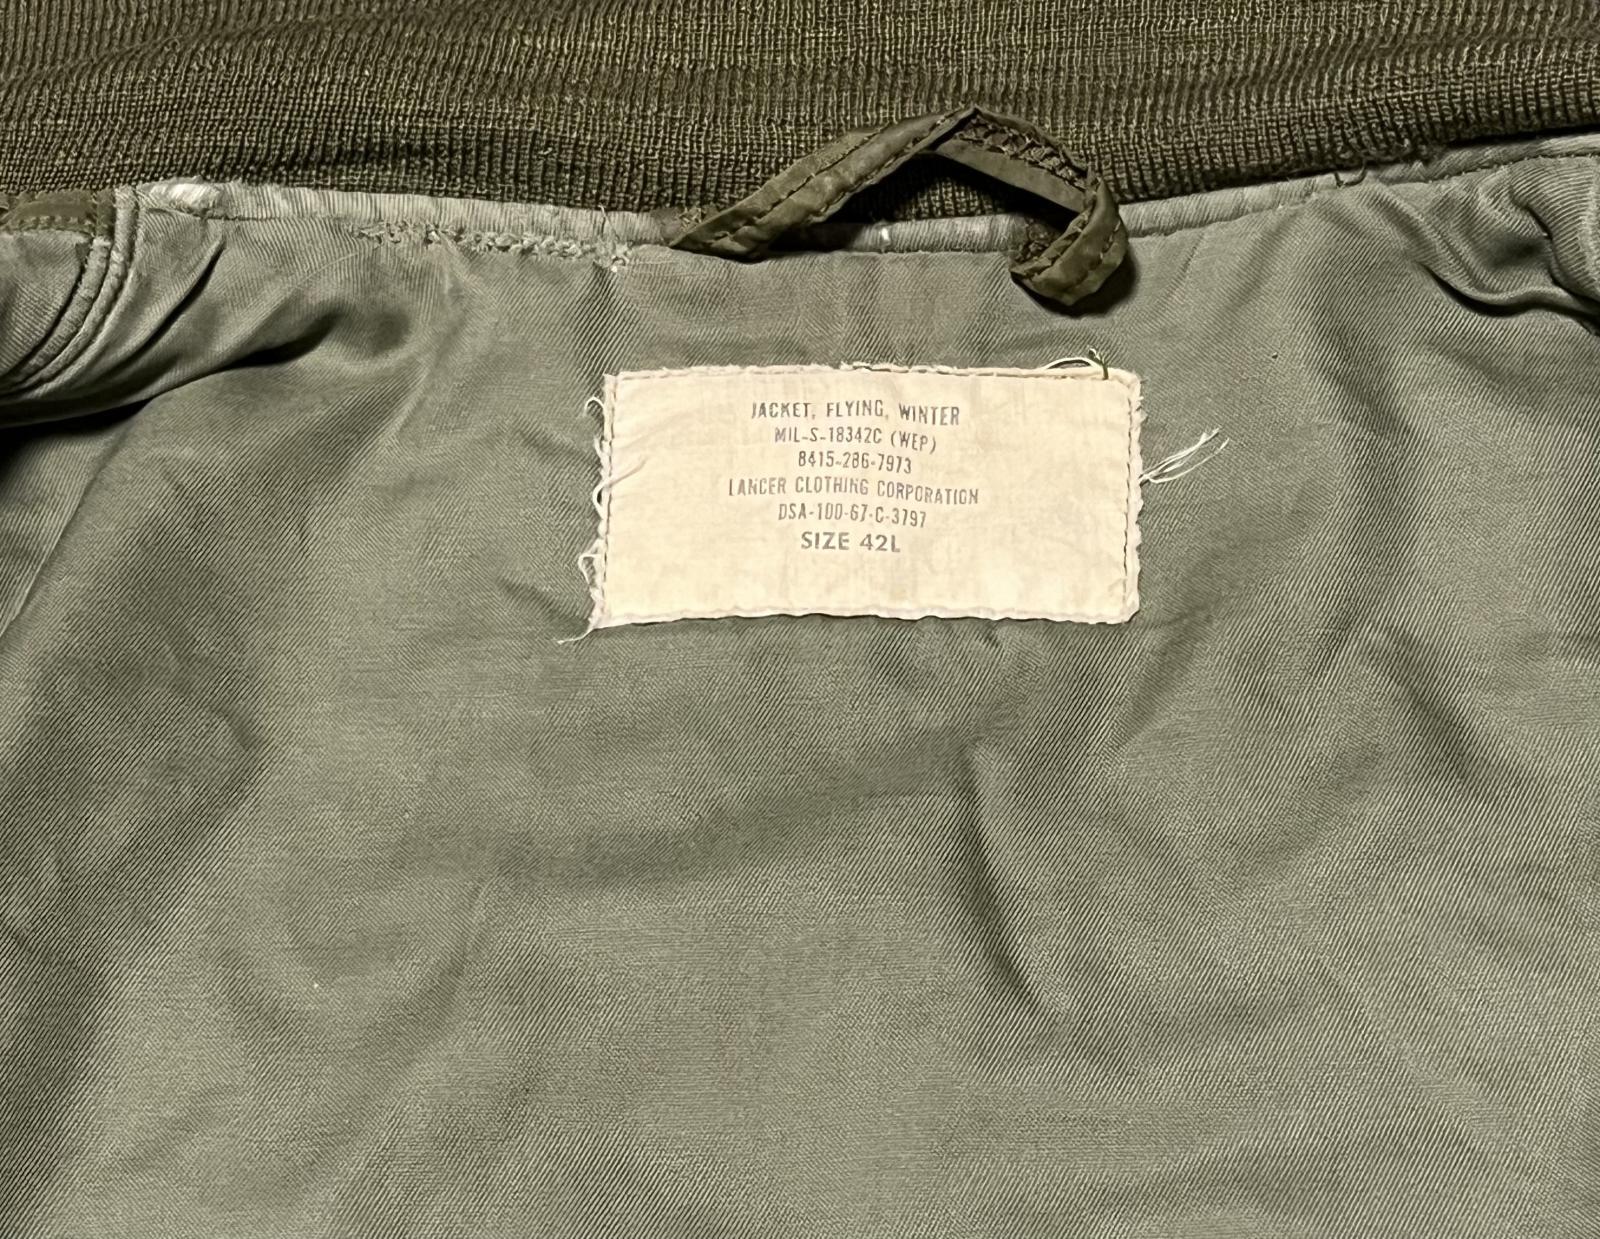 JACKET, FLYING, WINTER
MIL-S-18342C (WEP)
8415-286-7973
LANCER CLOTHING CORPORATION
DSA-100-67-C-3797
SIZE 42L